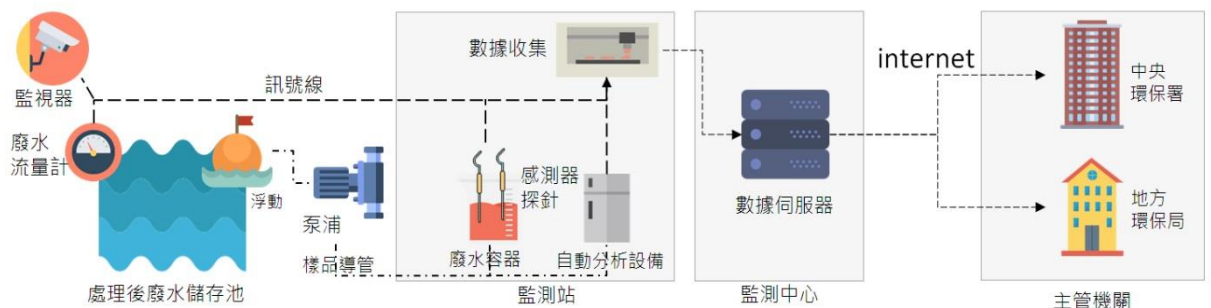 監視器
廢水
流量計
訊號線
浮動
泵浦
樣品導管
處理後廢水儲存池
數據收集
感測器
探針
廢水容器
自動分析設備
監測站
數據伺服器
監測中心
internet
中央
環保署
地方
環保局
主管機關